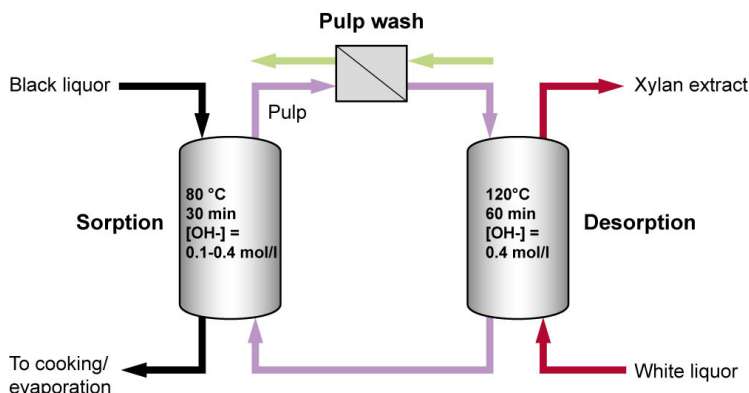 Pulp wash
Black liquor
Xylan extract
Pulp
80 °C
30 min
[OH-] =
0.1-0.4 mol/l
Sorption
120°C
60 min
[OH-] =
0.4 mol/l
Desorption
To cooking/
evaporation
White liquor